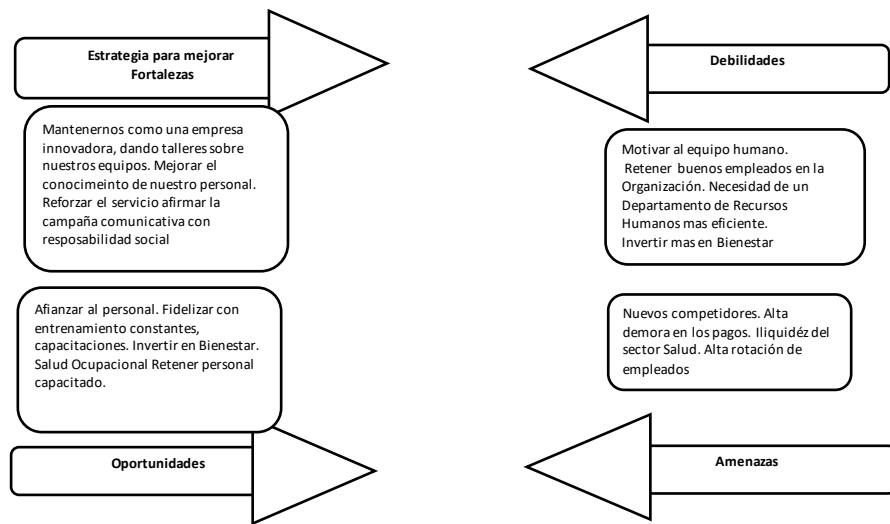 Estrategia para mejorar
Fortalezas
Debilidades
Mantenernos como una empresa
innovadora, dando talleres sobre
nuestros equipos. Mejorar el
conocimeinto de nuestro personal.
Reforzar el servicio afirmar la
campaña comunicativa con
resposabilidad social
Motivar al equipo humano.
Retener buenos empleados en la
Organización. Necesidad de un
Departamento de Recursos
Humanos mas eficiente.
Invertir mas en Bienestar
Afianzar al personal. Fidelizar con
entrenamiento constantes,
capacitaciones. Invertir en Bienestar.
Salud Ocupacional Retener personal
capacitado.
Nuevos competidores. Alta
demora en los pagos. Iliquidéz del
sector Salud. Alta rotación de
empleados
Oportunidades
Amenazas